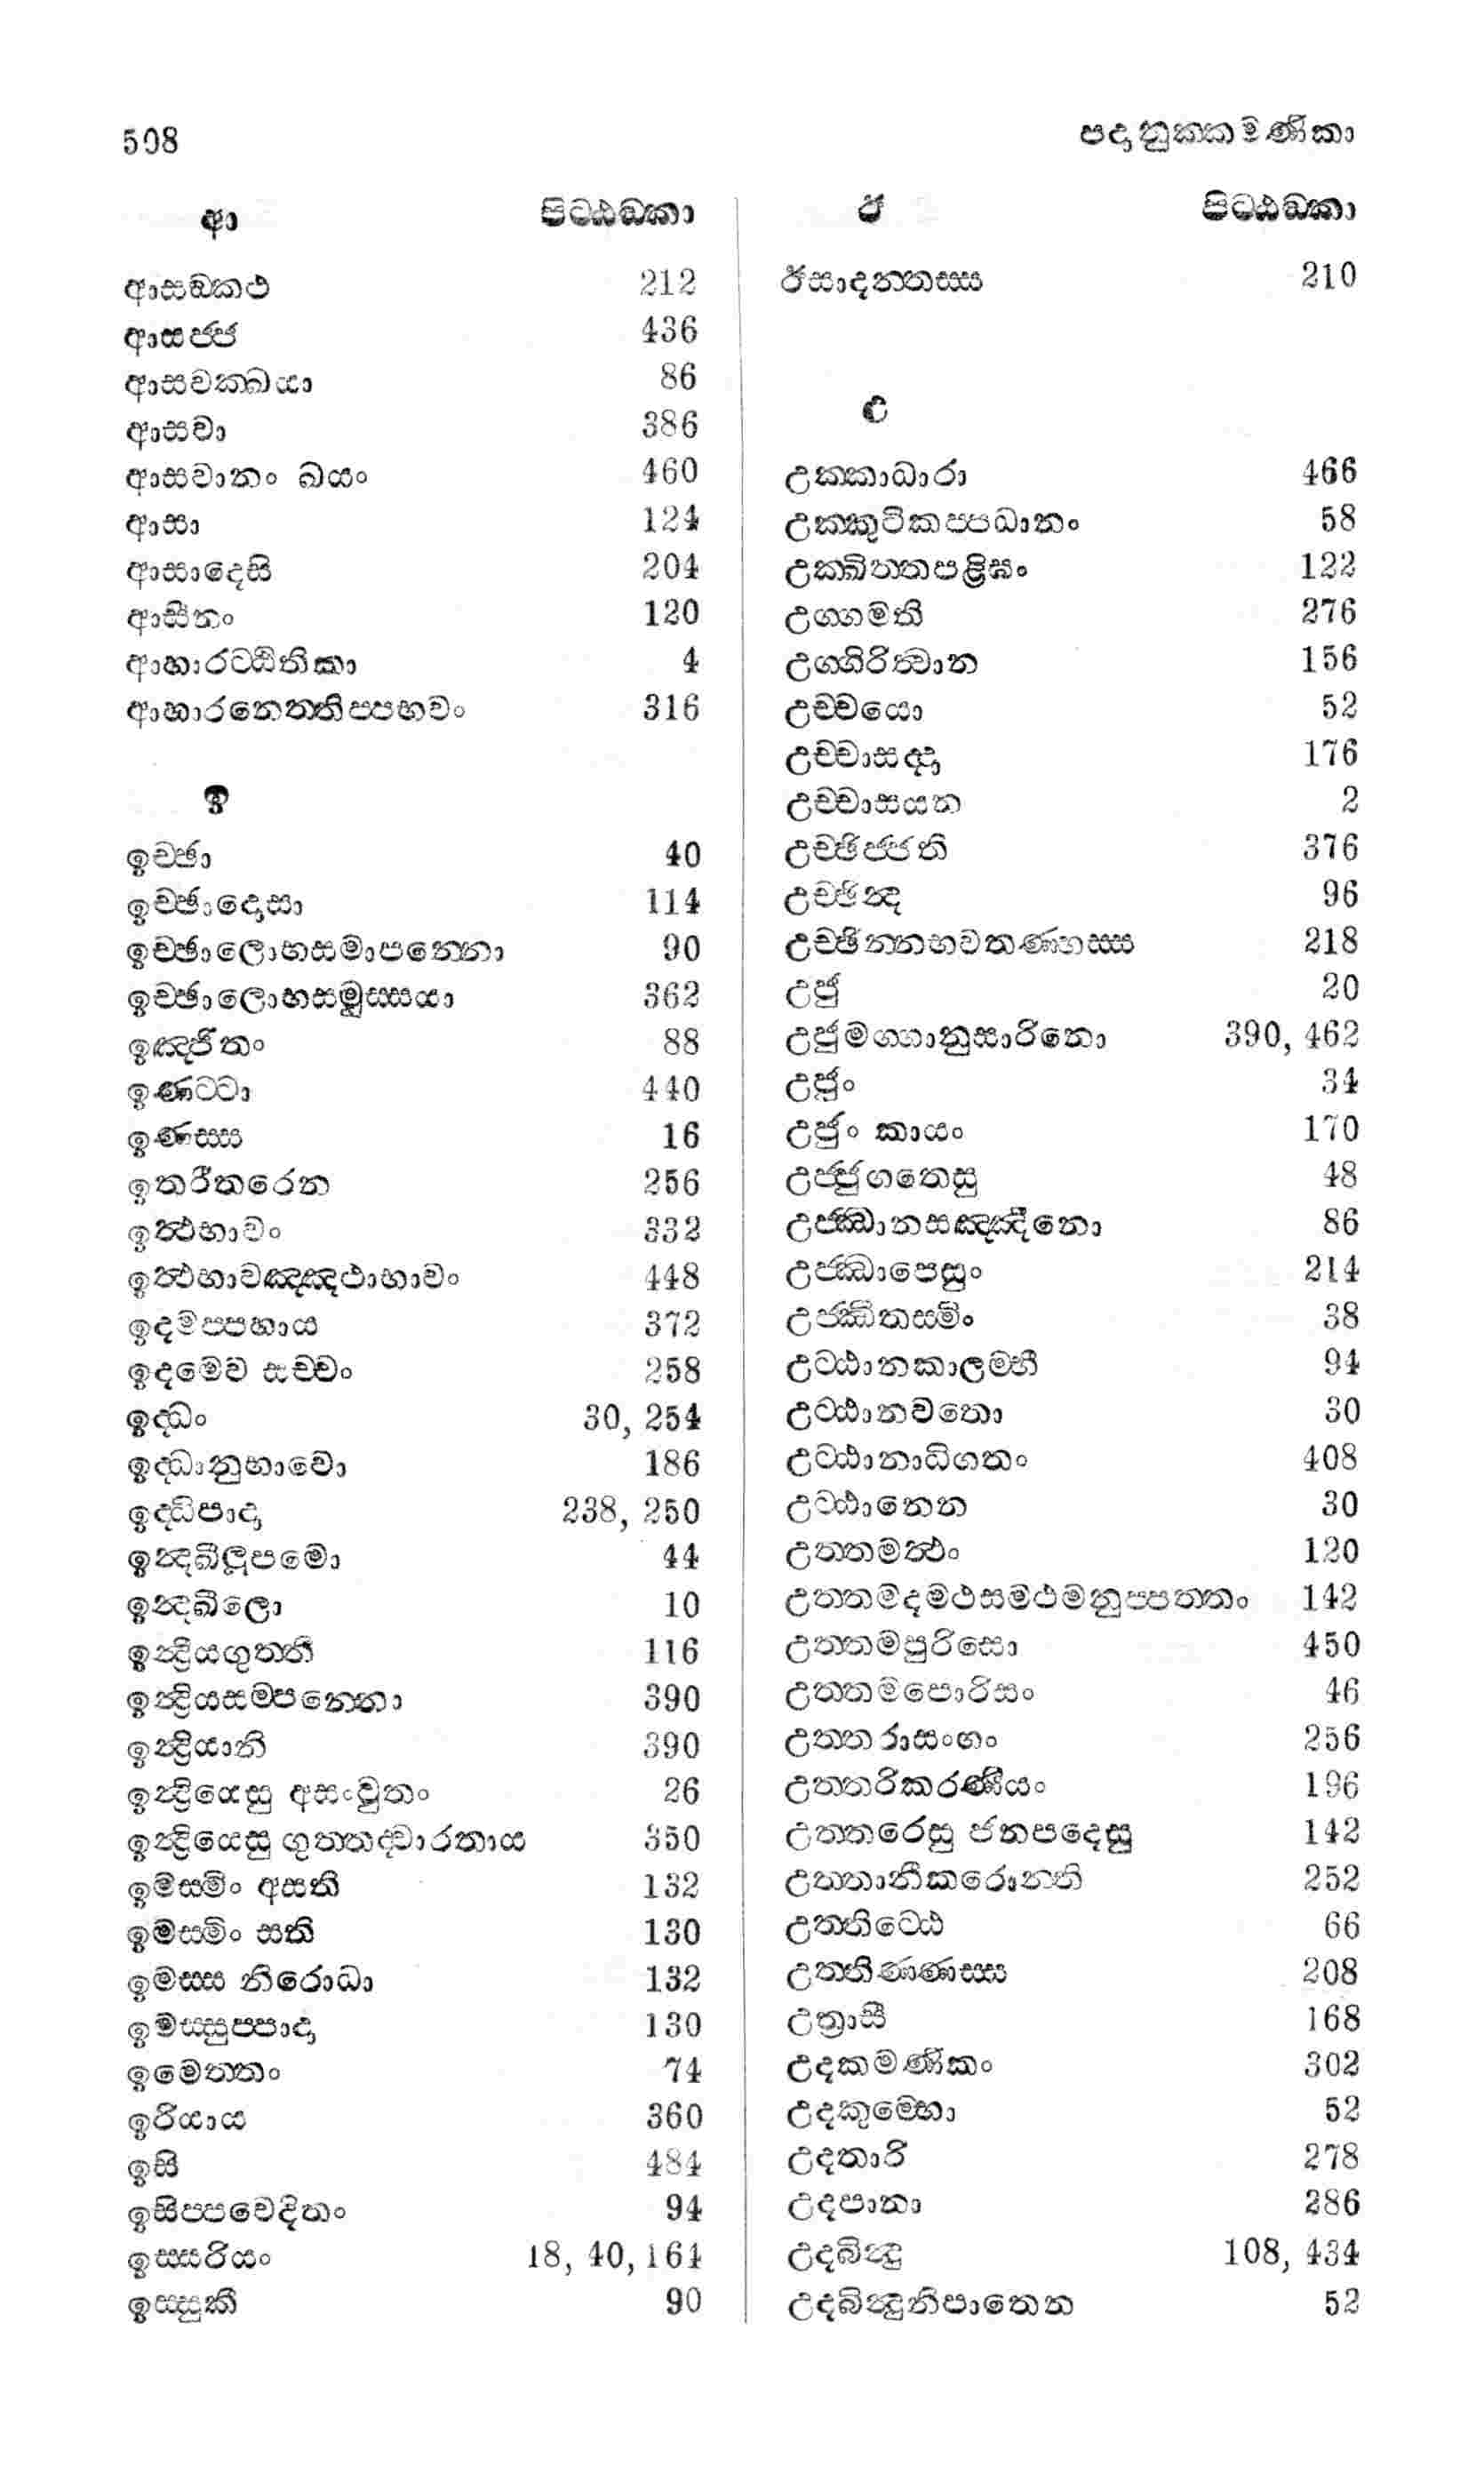 508
පදානුක්කමණිකා
ආ පිට්ඨඞ්කා
ආසඞ්කථ 212
ආසජ්ජ 436
ආසවක්ඛයා 86
ආසවා 386
ආසවානං ඛයං 460
ආසා 124
ආසාදෙසි 204
ආසීනං 120
ආහාරට්ඨිතිකා 4
ආහාරනෙත්තිප්පභවං 316
ඉ
ඉච්ඡා 40
ඉච්ඡාදොසා 114
ඉච්ඡාලොභසමාපන්නො 90
ඉච්ඡාලොභසමුස්සයා 362
ඉඤ්ජිතං 88
ඉණට්ටා 440
ඉණස්ස 16
ඉතරීතරෙන 256
ඉත්ථභාවං 332
ඉත්ථභාවඤ්ඤථාභාවං 448
ඉදමප්පහාය 372
ඉදමෙව සච්චං 258
ඉද්ධං 30, 254
ඉද්ධානුභාවො 186
ඉද්ධිපාදා 238, 250
ඉන්දඛීලූපමො 44
ඉන්දඛීලො 10
ඉන්ද්‍රියගුත්තී 116
ඉන්ද්‍රියසම්පන්නො 390
ඉන්ද්‍රියානි 390
ඉන්ද්‍රියෙසු අසංවුතං 26
ඉන්ද්‍රියෙසු ගුත්තද්වාරතාය 350
ඉමස්මිං අසති 132
ඉමස්මිං සති 130
ඉමස්ස නිරොධා 132
ඉමස්සුප්පාදා 130
ඉමෙත්තං 74
ඉරියාය 360
ඉසි 484
ඉසිප්පවෙදිතං 94
ඉස්සරියං 18, 40, 164
ඉස්සුකී 90
ඊ පිට්ඨඞ්කා
ඊසාදන්තස්ස 210
උ
උක්කාධාරා 466
උක්කුටිකප්පධානං 58
උක්ඛිත්තපළිඝං 122
උග්ගමති 276
උග්ගිරිත්වාන 156
උච්චයො 52
උච්චාසද්දා 176
උච්චාසයන 2
උච්ඡිජ්ජති 376
උච්ඡින්ද 96
උච්ඡින්නභවතණ්හස්ස 218
උජු 20
උජුමග්ගානුසාරිනො 390, 462
උජුං 34
උජුං කායං 170
උජ්ජුගතෙසු 48
උජ්ඣානසඤ්ඤිනො 86
උජ්ඣාපෙසුං 214
උජ්ඣිතස්මිං 38
උට්ඨානකාලම්හි 94
උට්ඨානවතො 30
උට්ඨානාධිගතං 408
උට්ඨානෙන 30
උත්තමත්ථං 120
උත්තමදමථසමථමනුප්පත්තං 142
උත්තමපුරිසො 450
උත්තමපොරිසං 46
උත්තරාසංගං 256
උත්තරිකරණීයං 196
උත්තරෙසු ජනපදෙසු 142
උත්තානීකරොන්ති 252
උත්තිට්ඨෙ 66
උත්තිණ්ණස්ස 208
උත්‍රාසී 168
උදකමණිකං 302
උදකුම්භො 52
උදතාරි 278
උදපානා 286
උදබින්දු 108, 434
උදබින්දුනිපාතෙන 52